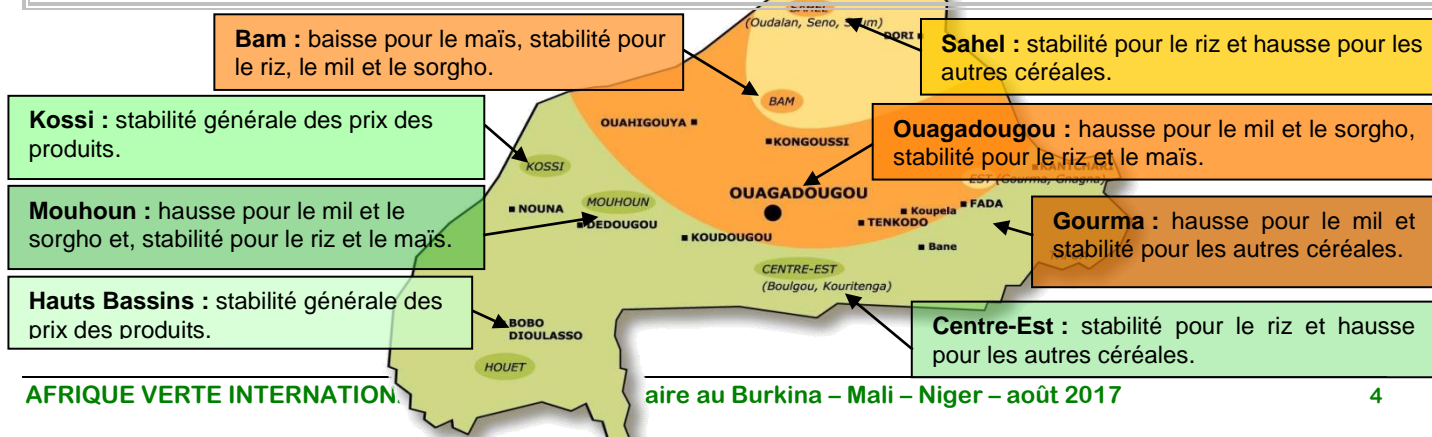 SAHEL
(Oudalan, Seno, Soum)
DORI
Bam : baisse pour le maïs, stabilité pour
le riz, le mil et le sorgho.
Sahel : stabilité pour le riz et hausse pour les
autres céréales.
BAM
Kossi : stabilité générale des prix des
produits.
OUAHIGOUYA
KONGOUSSI
Ouagadougou : hausse pour le mil et le sorgho,
stabilité pour le riz et le maïs.
KANTCHARI
EST (Gourma, Gnagna)
KOSSI
OUAGADOUGOU
Mouhoun : hausse pour le mil et le
sorgho et, stabilité pour le riz et le maïs.
NOUNA
MOUHOUN
DEDOUGOU
KOUDOUGOU
TENKODO
Koupela
FADA
Bane
Gourma : hausse pour le mil et
stabilité pour les autres céréales.
CENTRE-EST
(Boulgou, Kouritenga)
Hauts Bassins : stabilité générale des
prix des produits.
BOBO
DIOULASSO
HOUET
Centre-Est : stabilité pour le riz et hausse
pour les autres céréales.
AFRIQUE VERTE INTERNATION aire au Burkina – Mali – Niger – août 2017 4